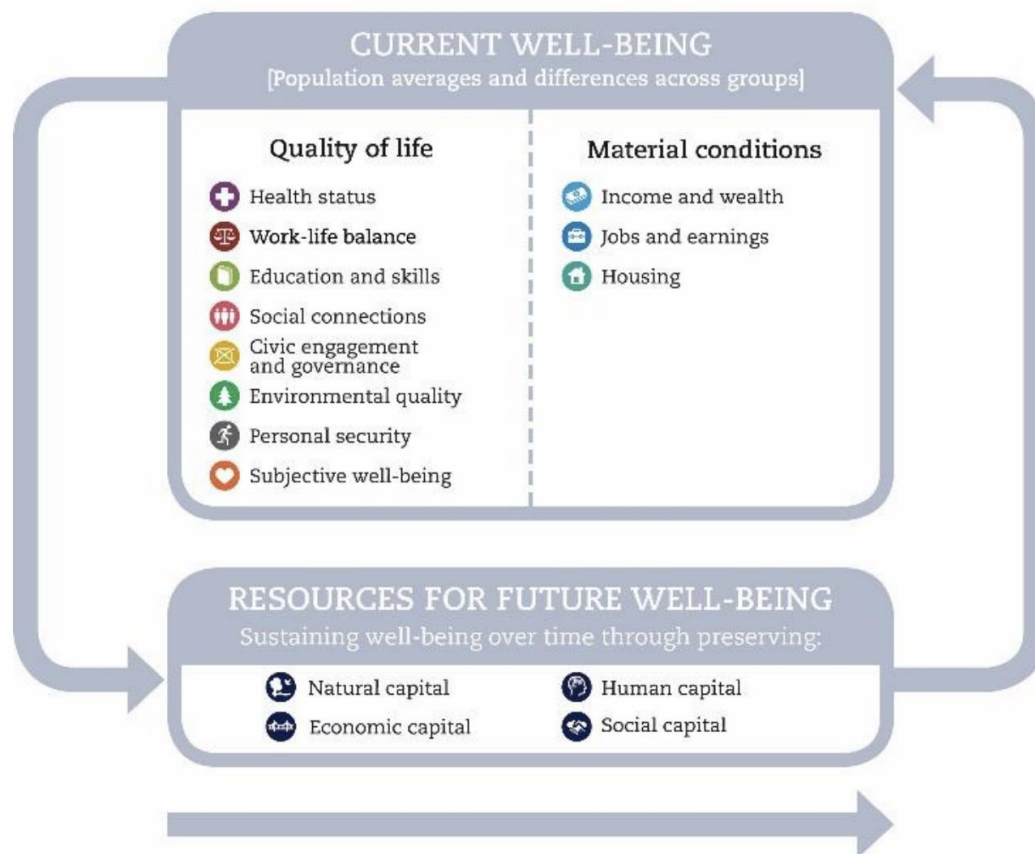 CURRENT WELL-BEING
[Population averages and differences across groups]
Quality of life
Health status
Work-life balance
Education and skills
Social connections
Civic engagement
and governance
Environmental quality
Personal security
Subjective well-being
Material conditions
Income and wealth
Jobs and earnings
Housing
RESOURCES FOR FUTURE WELL-BEING
Sustaining well-being over time through preserving:
Natural capital
Economic capital
Human capital
Social capital